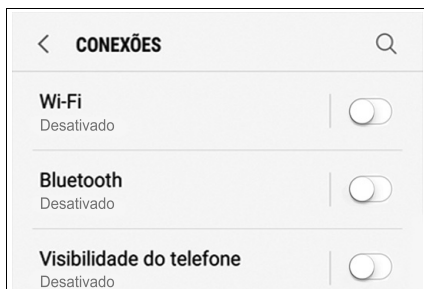 CONEXÕES
Wi-Fi
Desativado
Bluetooth
Desativado
Visibilidade do telefone
Desativado